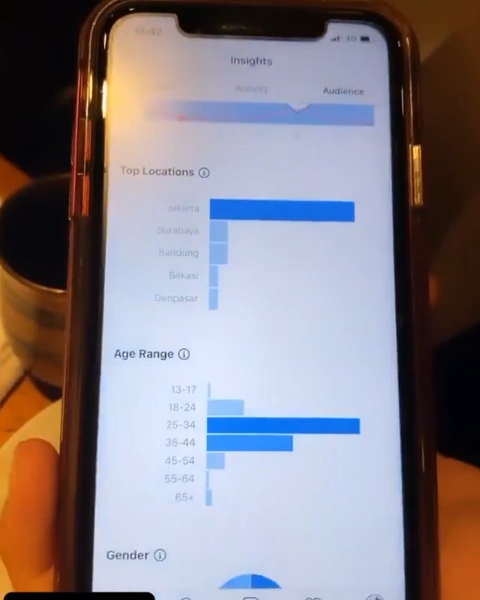 Insights
Activity Audience
Top Locations
Jakarta
Surabaya
Bandung
Bekasi
Denpasar
Age Range
13-17
18-24
25-34
35-44
45-54
55-64
65+
Gender